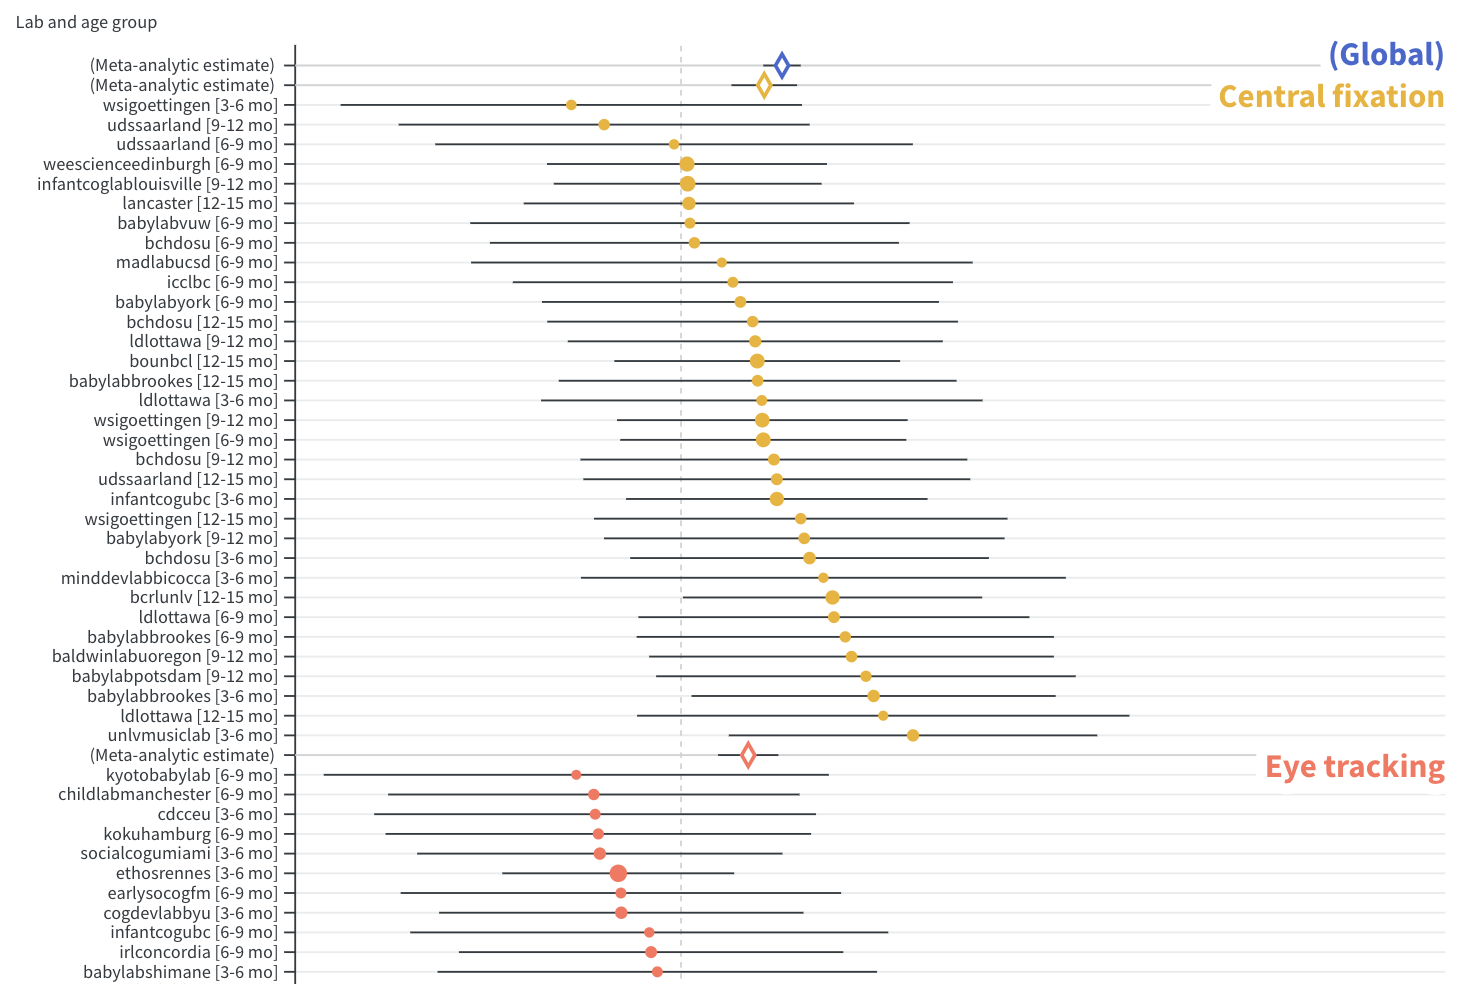 Lab and age group
(Global)
(Meta-analytic estimate)
(Meta-analytic estimate)
Central fixation
wsigoettingen [3-6 mo]
udssaarland [9-12 mo]
udssaarland [6-9 mo]
weescienceedinburgh [6-9 mo]
infantcoglablouisville [9-12 mo]
lancaster [12-15 mo]
babylabvuw [6-9 mo]
bchdosu [6-9 mo]
madlabucsd [6-9 mo]
icclbc [6-9 mo]
babylabyork [6-9 mo]
bchdosu [12-15 mo]
ldlottawa [9-12 mo]
bounbcl [12-15 mo]
babylabbrookes [12-15 mo]
ldlottawa [3-6 mo]
wsigoettingen [9-12 mo]
wsigoettingen [6-9 mo]
bchdosu [9-12 mo]
udssaarland [12-15 mo]
infantcogubc [3-6 mo]
wsigoettingen [12-15 mo]
babylabyork [9-12 mo]
bchdosu [3-6 mo]
minddevlabbicocca [3-6 mo]
bcrlunlv [12-15 mo]
ldlottawa [6-9 mo]
babylabbrookes [6-9 mo]
baldwinlabuoregon [9-12 mo]
babylabpotsdam [9-12 mo]
babylabbrookes [3-6 mo]
ldlottawa [12-15 mo]
unlvmusiclab [3-6 mo]
(Meta-analytic estimate)
Eye tracking
kyotobabylab [6-9 mo]
childlabmanchester [6-9 mo]
cdcceu [3-6 mo]
kokuhamburg [6-9 mo]
socialcogumiami [3-6 mo]
ethosrennes [3-6 mo]
earlysocogfm [6-9 mo]
cogdevlabbyu [3-6 mo]
infantcogubc [6-9 mo]
irlconcordia [6-9 mo]
babylabshimane [3-6 mo]